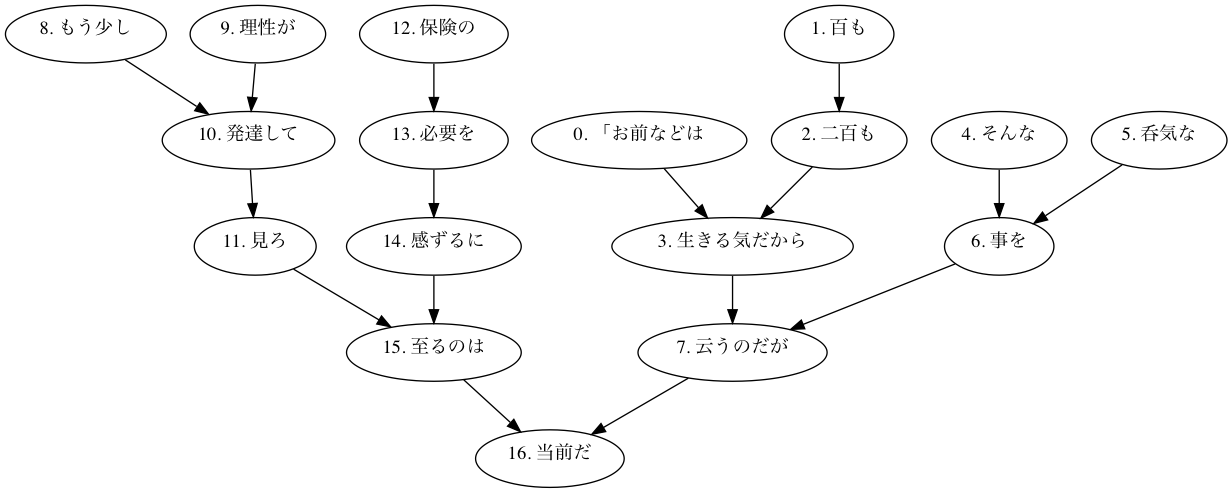 8. もう少し
9. 理性が
12. 保険の
1. 百も
10. 発達して
13. 必要を
0. 「お前などは
2. 二百も
4. そんな
5. 呑気な
11. 見ろ
14. 感ずるに
3. 生きる気だから
6. 事を
15. 至るのは
7. 云うのだが
16. 当前だ